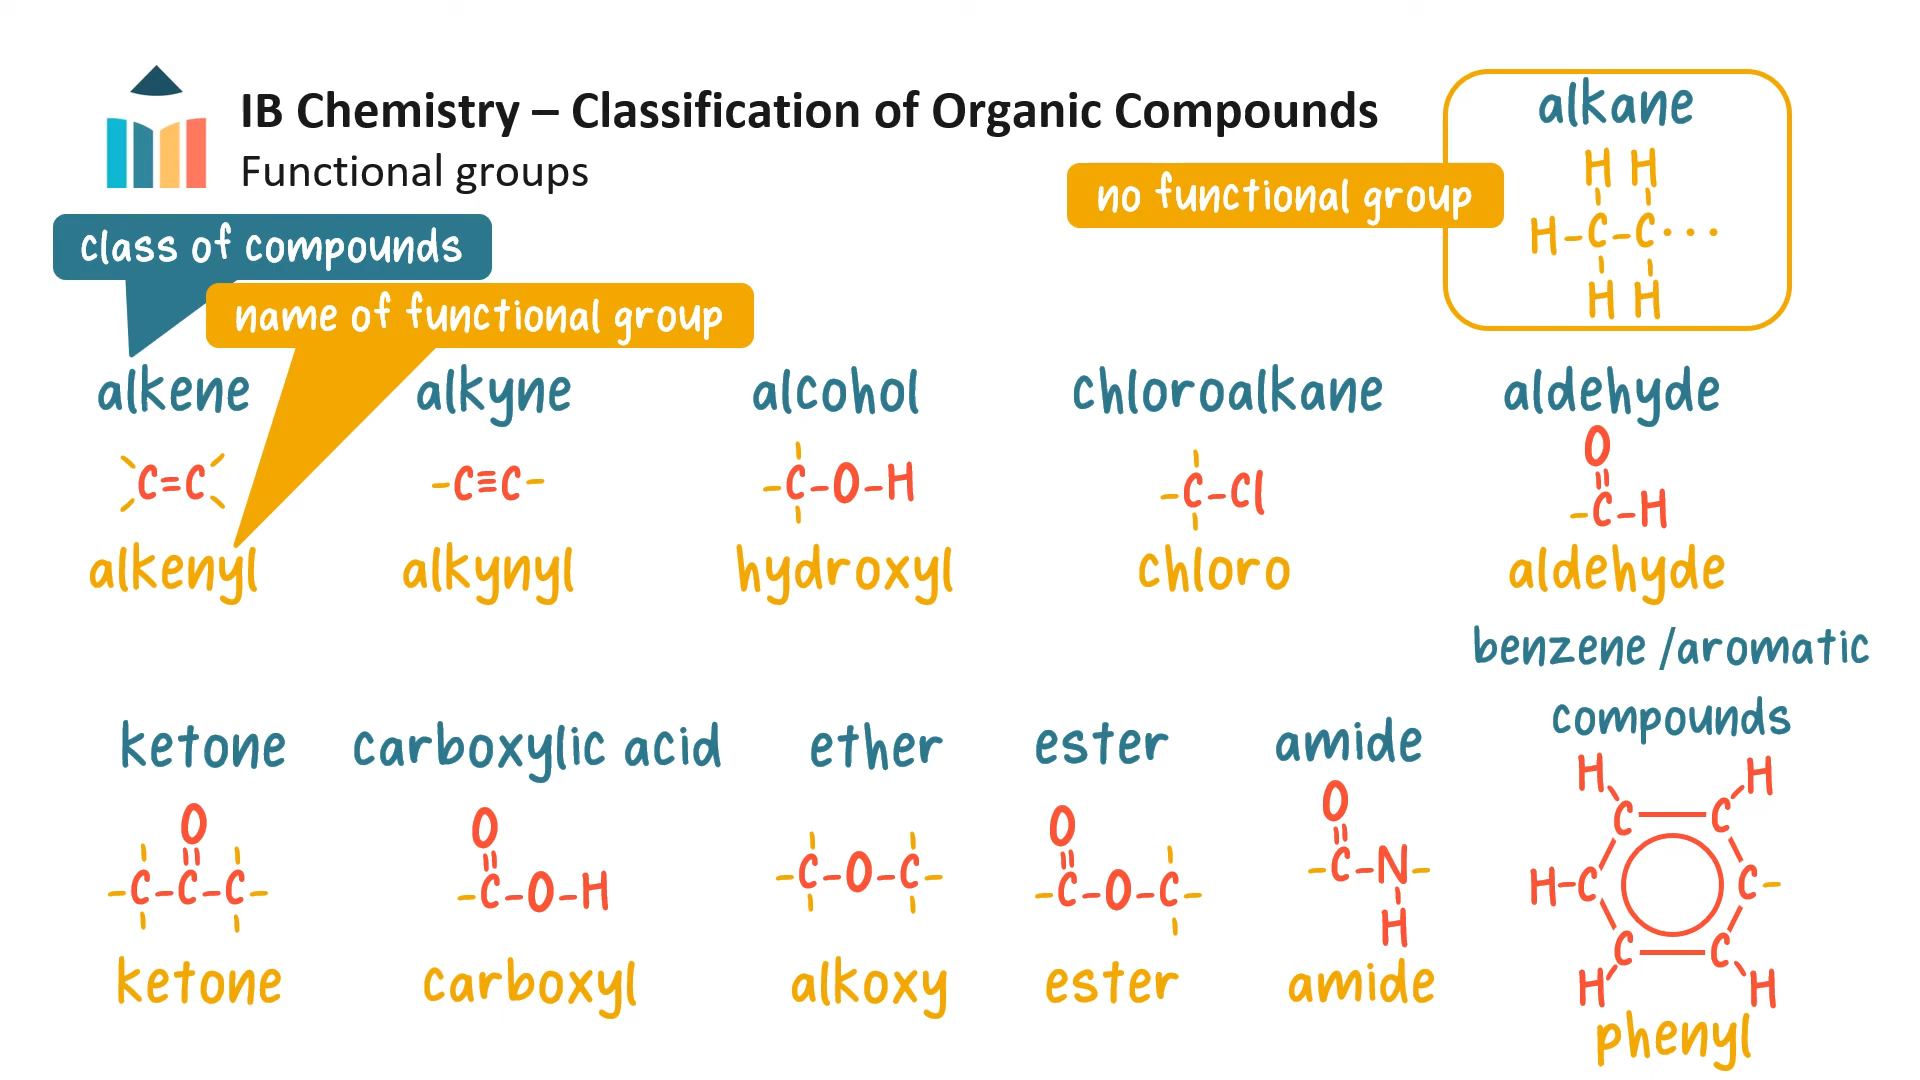 IB Chemistry – Classification of Organic Compounds
Functional groups
alkane
H H
H–C–C···
H H
no functional group
class of compounds
name of functional group
alkene
C=C
alkenyl
alkyne
–C≡C–
alkynyl
alcohol
–C–O–H
hydroxyl
chloroalkane
–C–Cl
chloro
aldehyde
O
–C–H
aldehyde
ketone
O
–C–C–C–
ketone
carboxylic acid
O
–C–O–H
carboxyl
ether
–C–O–C–
alkoxy
ester
O
–C–O–C–
ester
amide
O
–C–N–
H
amide
benzene /aromatic
compounds
H H
C C
H–C C–
C C
H H
phenyl